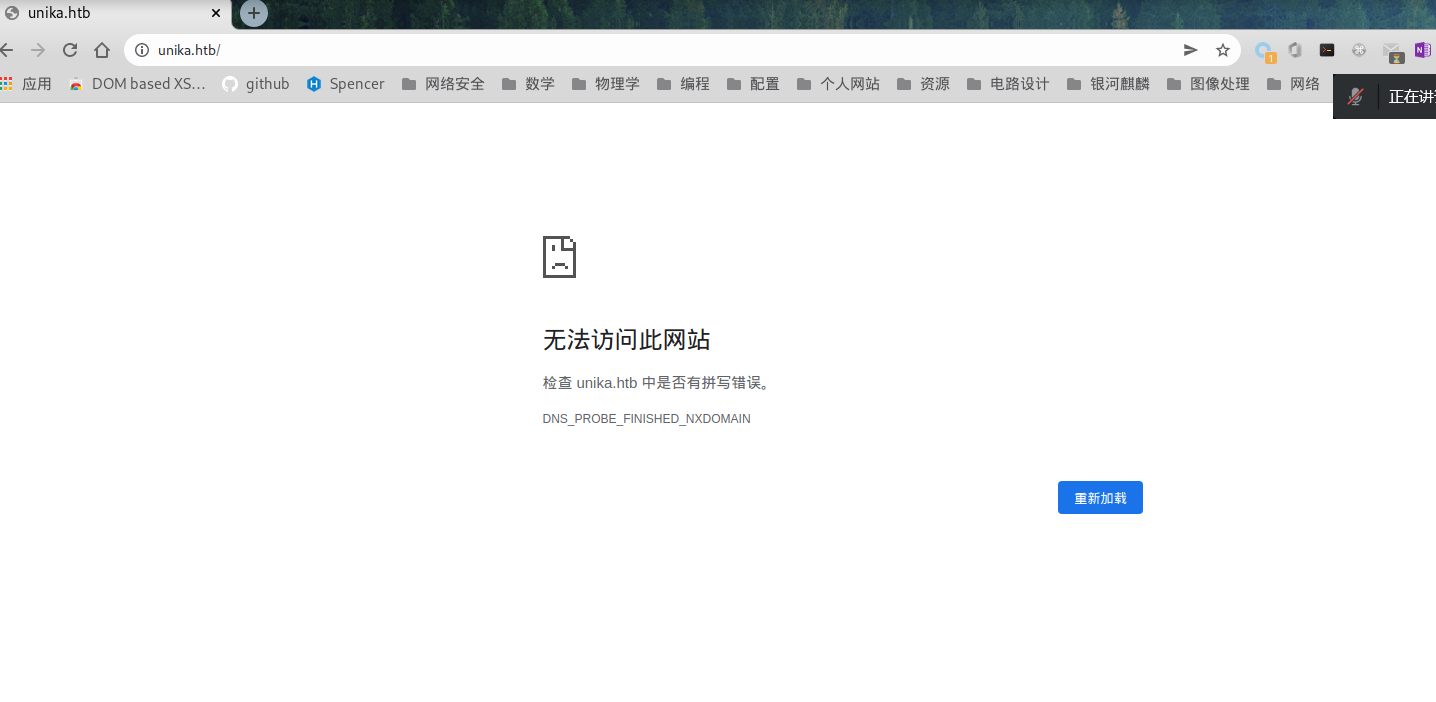 unika.htb
unika.htb/
1
应用 DOM based XS... github Spencer 网络安全 数学 物理学 编程 配置 个人网站 资源 电路设计 银河麒麟 图像处理 网络
正在讲
无法访问此网站
检查 unika.htb 中是否有拼写错误。
DNS_PROBE_FINISHED_NXDOMAIN
重新加载